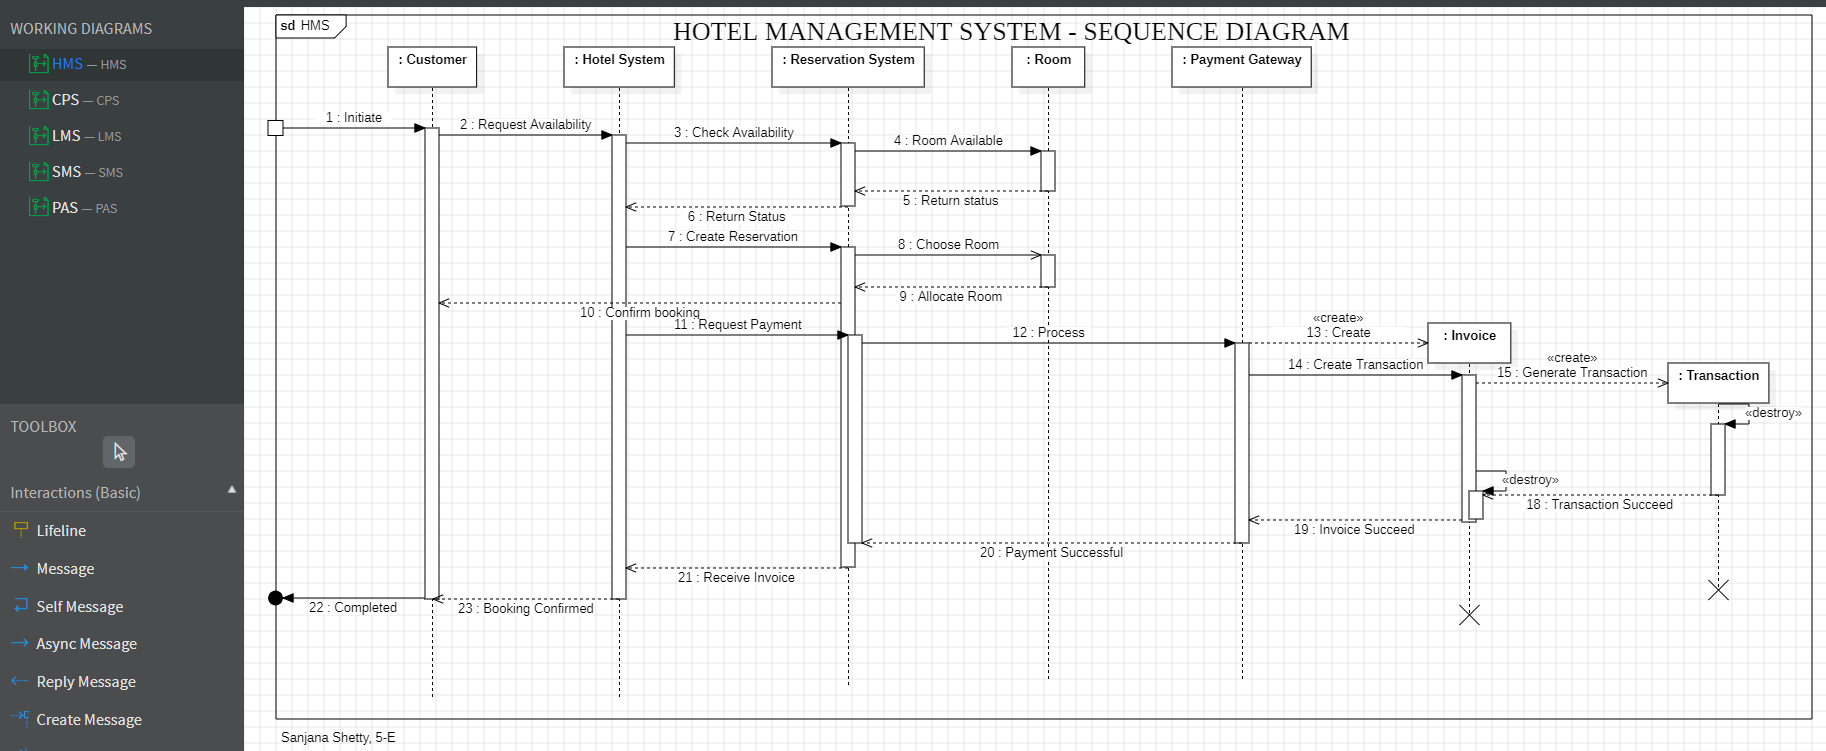 WORKING DIAGRAMS
HMS — HMS
CPS — CPS
LMS — LMS
SMS — SMS
PAS — PAS
TOOLBOX
Interactions (Basic)
Lifeline
Message
Self Message
Async Message
Reply Message
Create Message
sd HMS
HOTEL MANAGEMENT SYSTEM - SEQUENCE DIAGRAM
: Customer
: Hotel System
: Reservation System
: Room
: Payment Gateway
1 : Initiate
2 : Request Availability
3 : Check Availability
4 : Room Available
5 : Return status
6 : Return Status
7 : Create Reservation
8 : Choose Room
9 : Allocate Room
10 : Confirm booking
11 : Request Payment
12 : Process
«create»
13 : Create
: Invoice
14 : Create Transaction
«create»
15 : Generate Transaction
: Transaction
«destroy»
«destroy»
18 : Transaction Succeed
19 : Invoice Succeed
20 : Payment Successful
21 : Receive Invoice
22 : Completed
23 : Booking Confirmed
Sanjana Shetty, 5-E